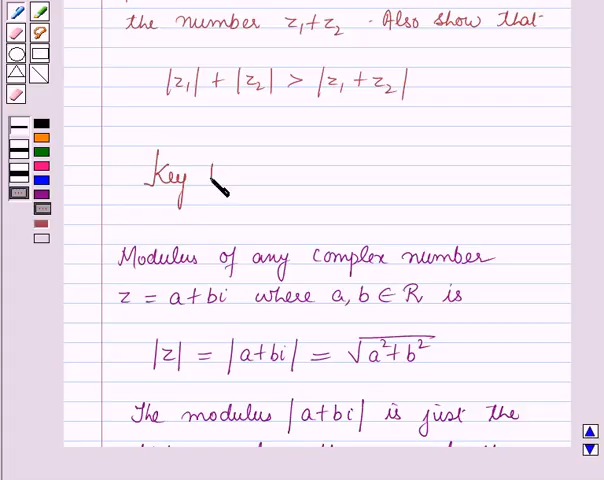 the number z₁+z₂. Also show that
|z₁| + |z₂| > |z₁ + z₂|
Key
Modulus of any complex number
z = a+bi where a, b ∈ R is
|z| = |a+bi| = √(a²+b²)
The modulus |a+bi| is just the